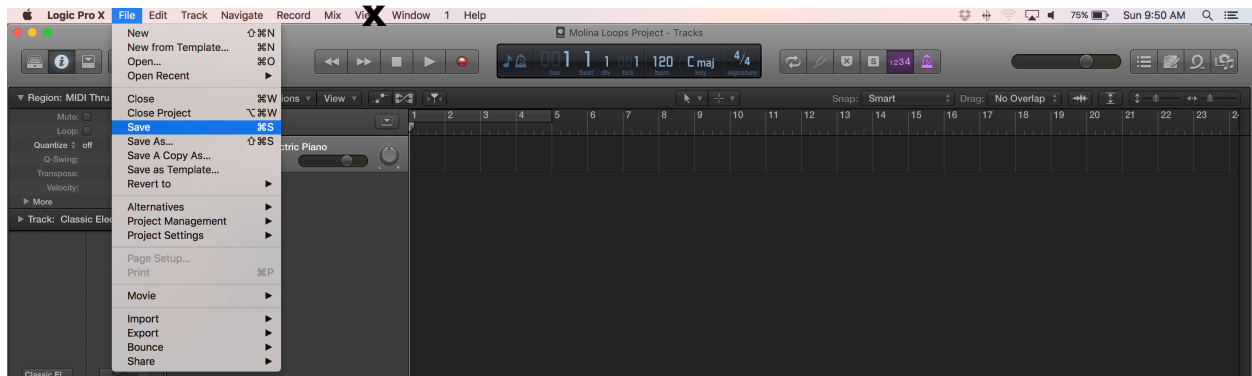 Logic Pro X File Edit Track Navigate Record Mix X Window 1 Help 75% Sun 9:50 AM
Molina Loops Project - Tracks
New ⇧⌘N
New from Template... ⌘N
Open... ⌘O
Open Recent ▶
001 1 1 001 120 C maj 4/4
bar beat div tick bpm key signature
S 1234
Region: MIDI Thru
View
Snap: Smart Drag: No Overlap
Close ⌘W
Close Project ⌥⌘W
Save ⌘S
Save As... ⇧⌘S
Save A Copy As...
Save as Template...
Revert to ▶
Alternatives ▶
Project Management ▶
Project Settings ▶
Page Setup...
Print ⌘P
Movie ▶
Import ▶
Export ▶
Bounce ▶
Share ▶
Mute:
Loop:
Quantize off
Q-Swing:
Transpose:
Velocity:
More
Track: Classic Elec
1 2 3 4 5 6 7 8 9 10 11 12 13 14 15 16 17 18 19 20 21 22 23
ctric Piano
L R